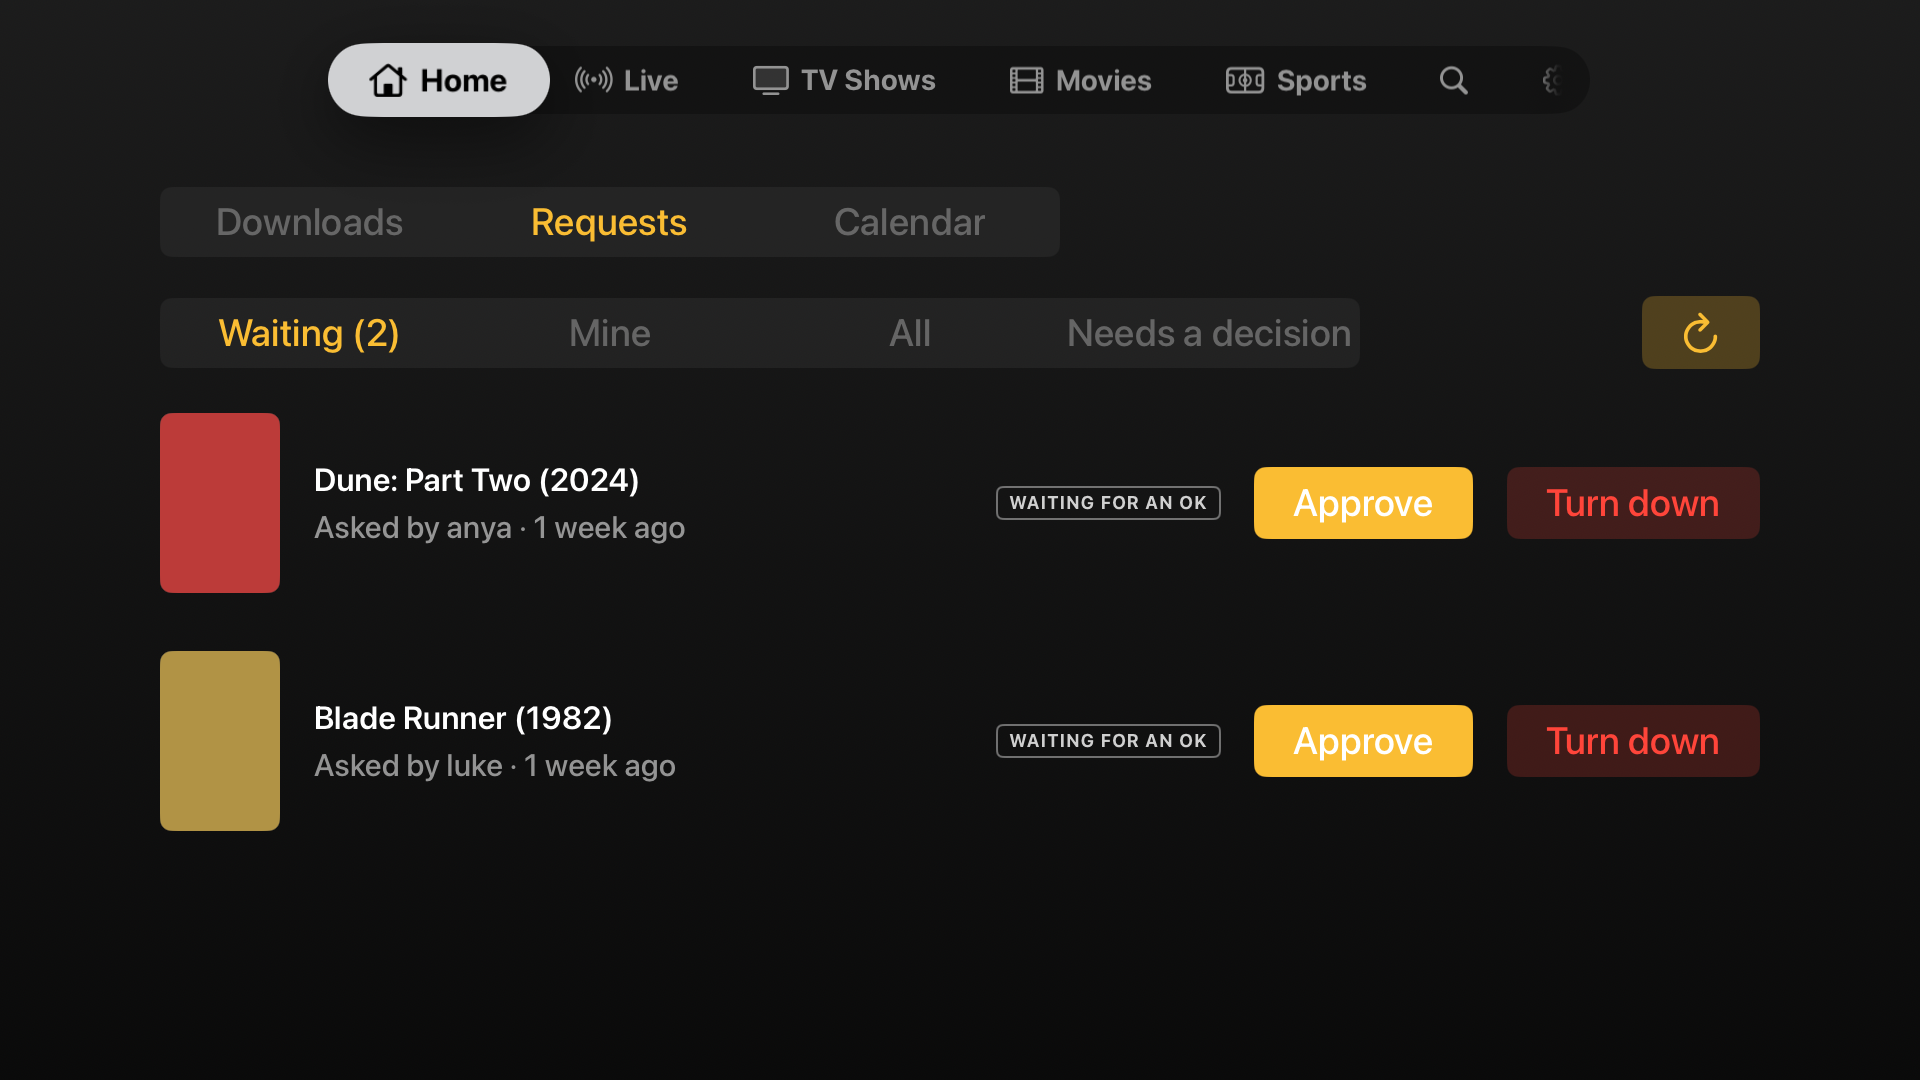 Home
Live
TV Shows
Movies
Sports
Downloads
Requests
Calendar
Waiting (2)
Mine
All
Needs a decision
Dune: Part Two (2024)
Asked by anya · 1 week ago
WAITING FOR AN OK
Approve
Turn down
Blade Runner (1982)
Asked by luke · 1 week ago
WAITING FOR AN OK
Approve
Turn down